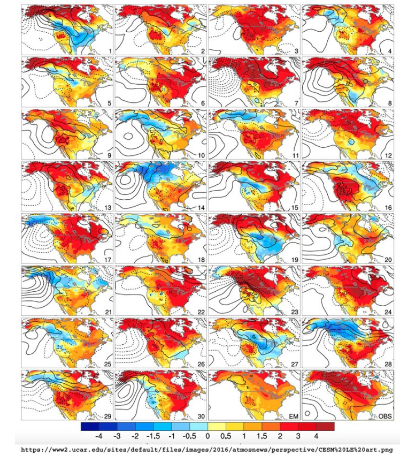 1 2 3 4
5 6 7 8
9 10 11 12
13 14 15 16
17 18 19 20
21 22 23 24
25 26 27 28
29 30 EM OBS
-4 -3 -2 -1.5 -1 -0.5 0 0.5 1 1.5 2 3 4
https://www2.ucar.edu/sites/default/files/images/2016/atmosnews/perspective/CESM%20LE%20art.png